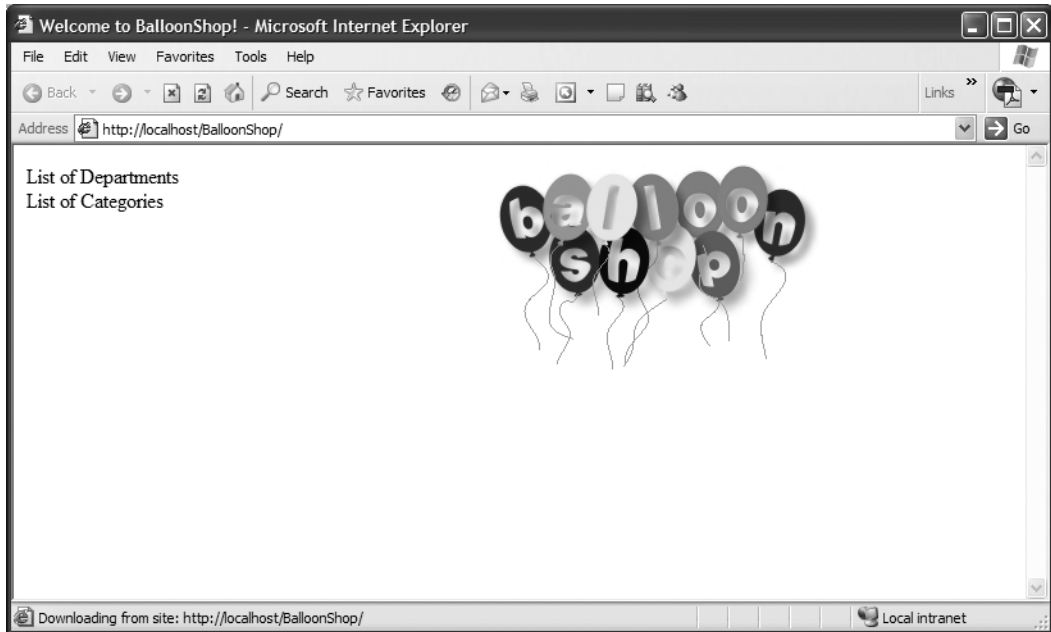 Welcome to BalloonShop! - Microsoft Internet Explorer
File Edit View Favorites Tools Help
Back Search Favorites Links »
Address http://localhost/BalloonShop/ Go
List of Departments
List of Categories
balloon
shop
Downloading from site: http://localhost/BalloonShop/ Local intranet